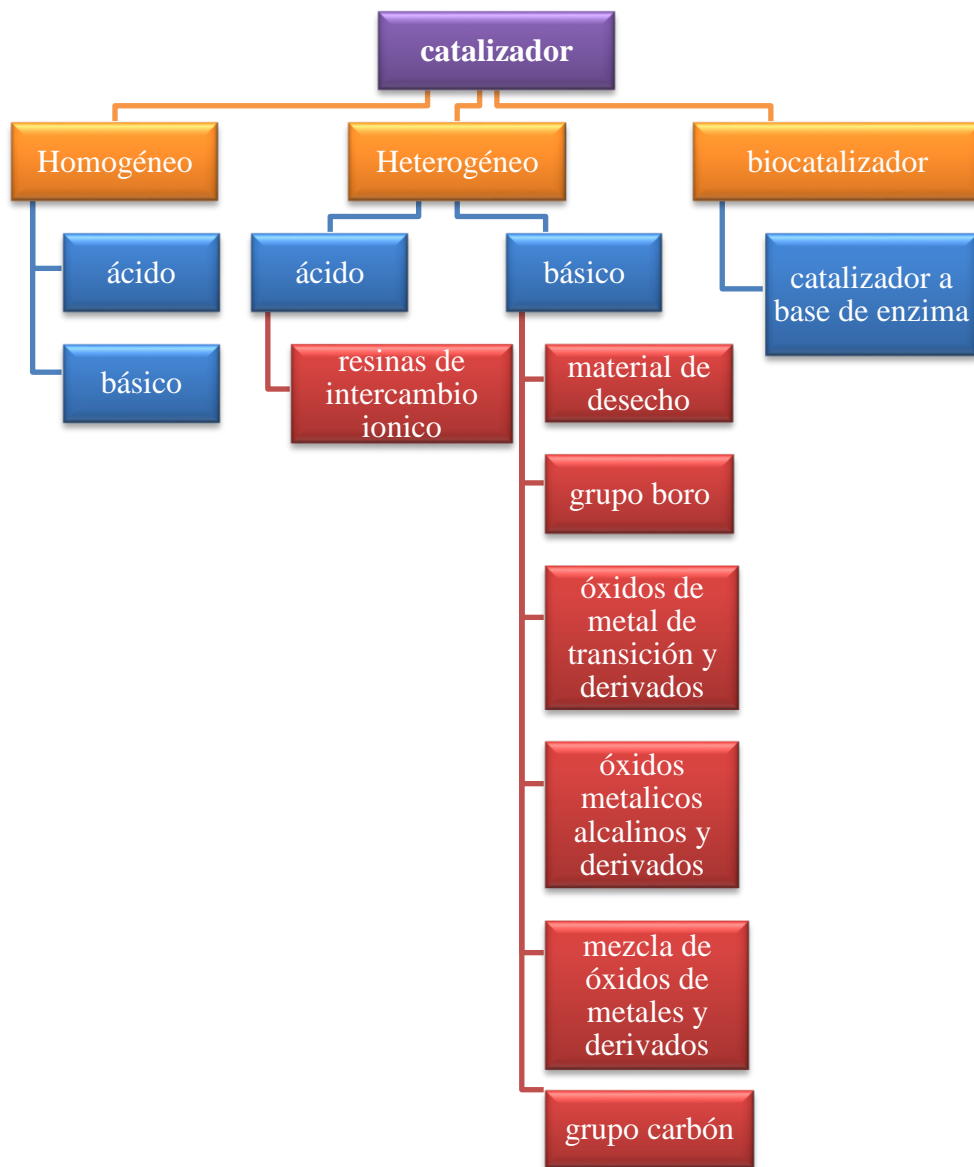 catalizador
Homogéneo
Heterogéneo
biocatalizador
ácido
básico
ácido
básico
resinas de
intercambio
ionico
material de
desecho
grupo boro
óxidos de
metal de
transición y
derivados
óxidos
metalicos
alcalinos y
derivados
mezcla de
óxidos de
metales y
derivados
grupo carbón
catalizador a
base de enzima